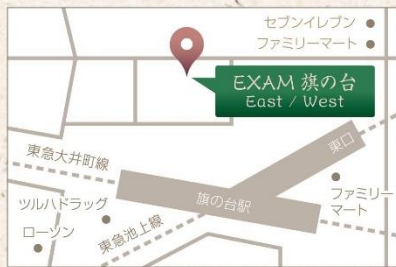 セブンイレブン
ファミリーマート
EXAM 旗の台
East / West
東急大井町線
東口
旗の台駅
ファミリー
マート
ツルハドラッグ
ローソン
東急池上線